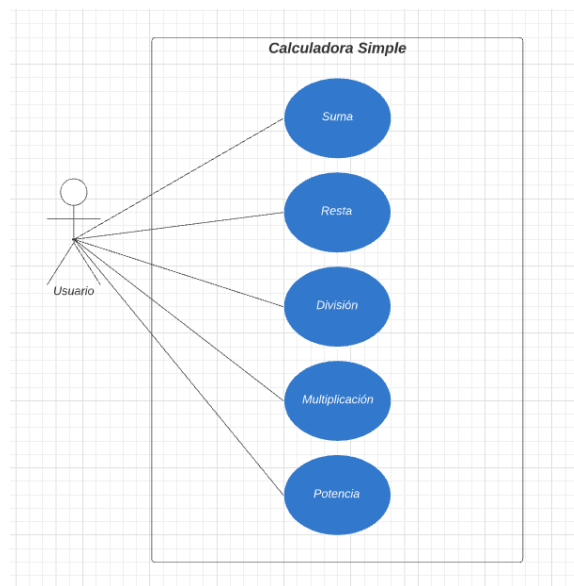 Calculadora Simple
Suma
Resta
Usuario
División
Multiplicación
Potencia